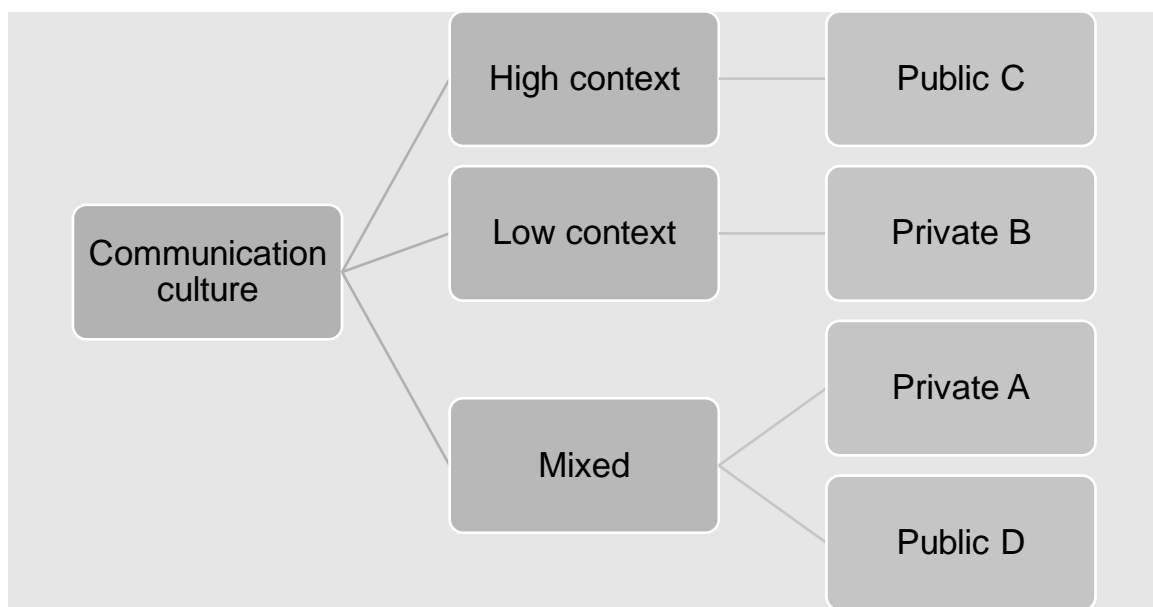 High context
Public C
Low context
Private B
Communication
culture
Private A
Mixed
Public D